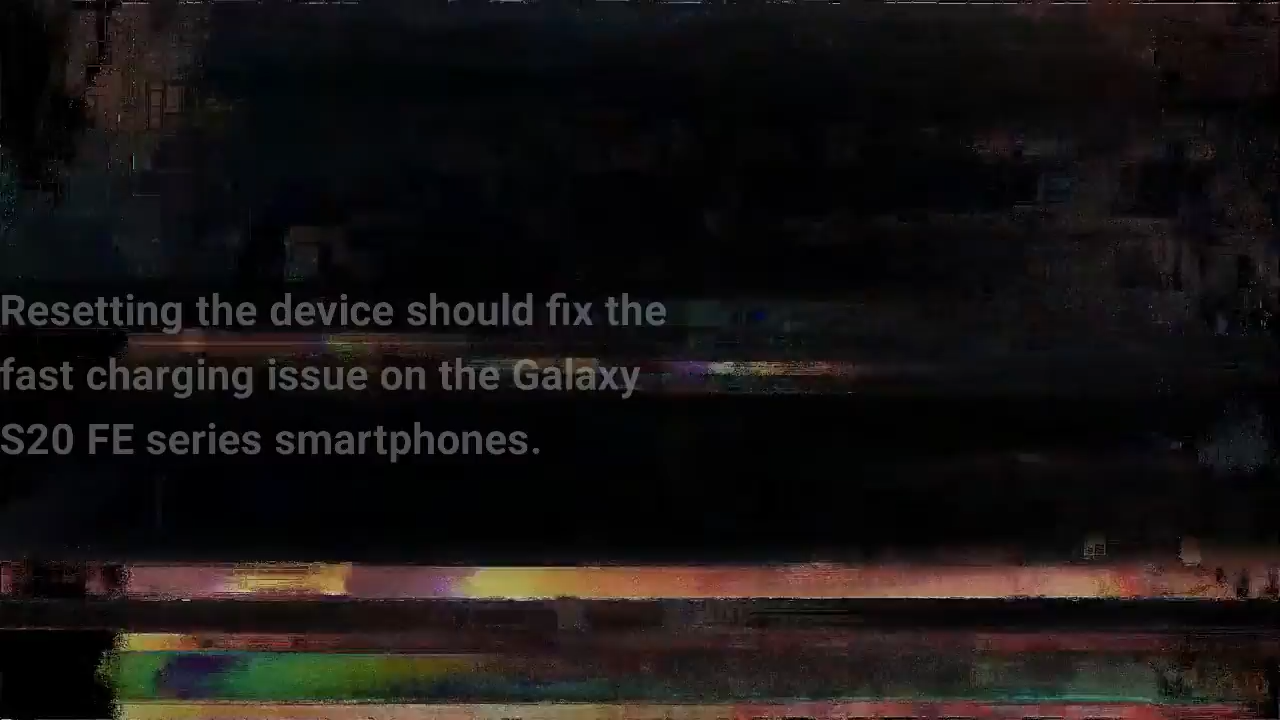 Resetting the device should fix the
fast charging issue on the Galaxy
S20 FE series smartphones.